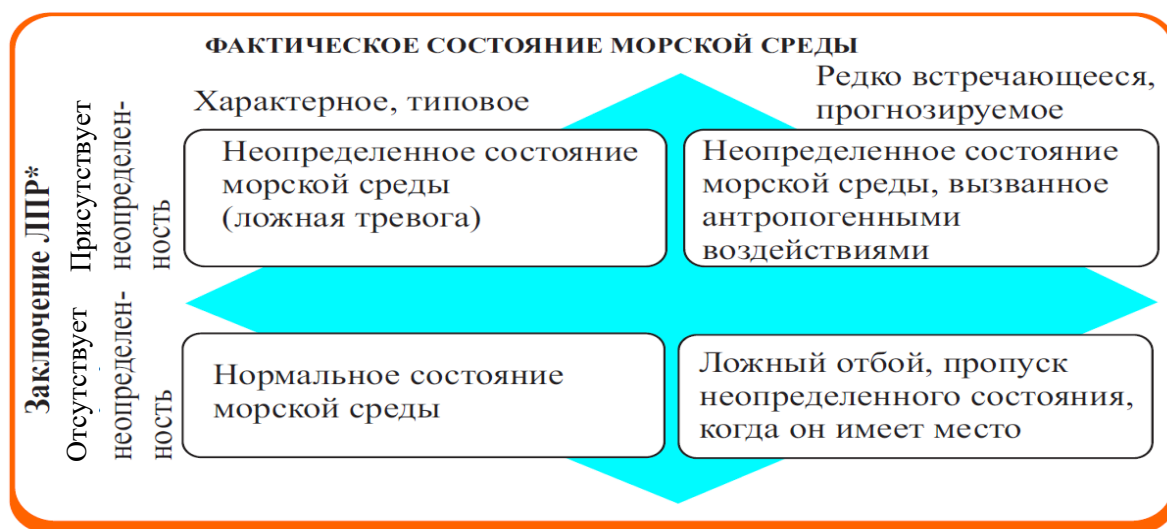 ФАКТИЧЕСКОЕ СОСТОЯНИЕ МОРСКОЙ СРЕДЫ
Характерное, типовое
Редко встречающееся,
прогнозируемое
Заключение ЛПР*
Присутствует
неопределен-
ность
Неопределенное состояние
морской среды
(ложная тревога)
Неопределенное состояние
морской среды, вызванное
антропогенными
воздействиями
Отсутствует
неопределен-
ность
Нормальное состояние
морской среды
Ложный отбой, пропуск
неопределенного состояния,
когда он имеет место